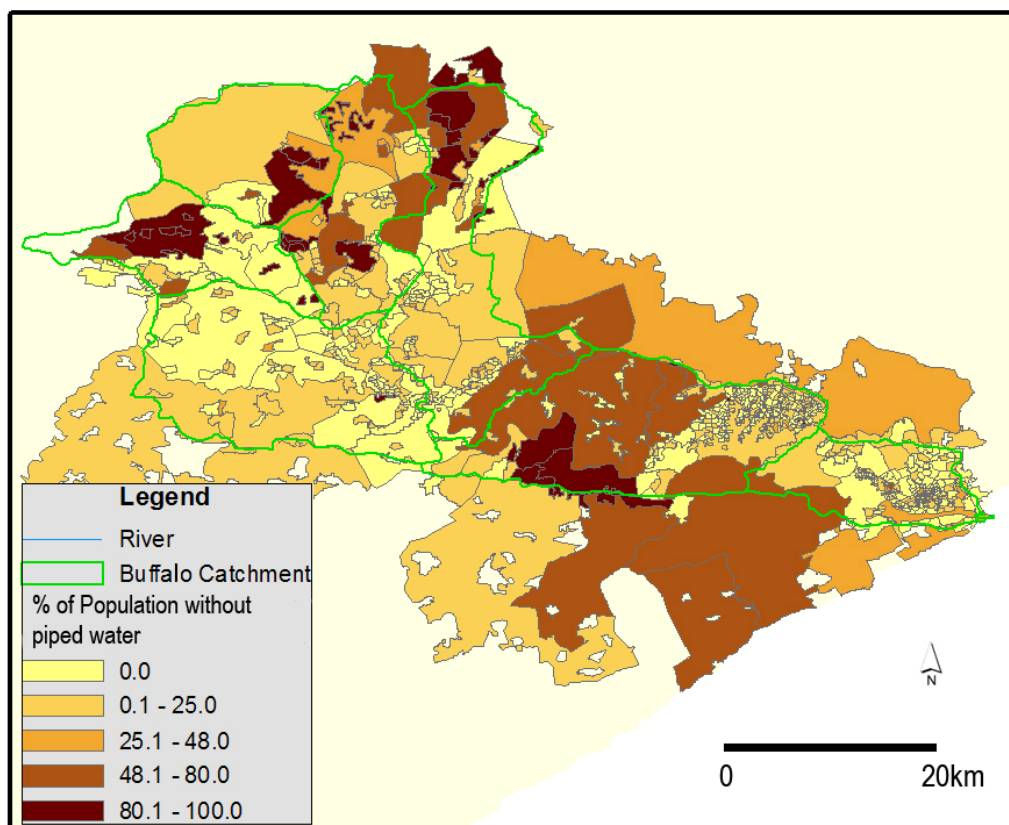 Legend
River
Buffalo Catchment
% of Population without
piped water
0.0
0.1 - 25.0
25.1 - 48.0
48.1 - 80.0
80.1 - 100.0
N
0 20km